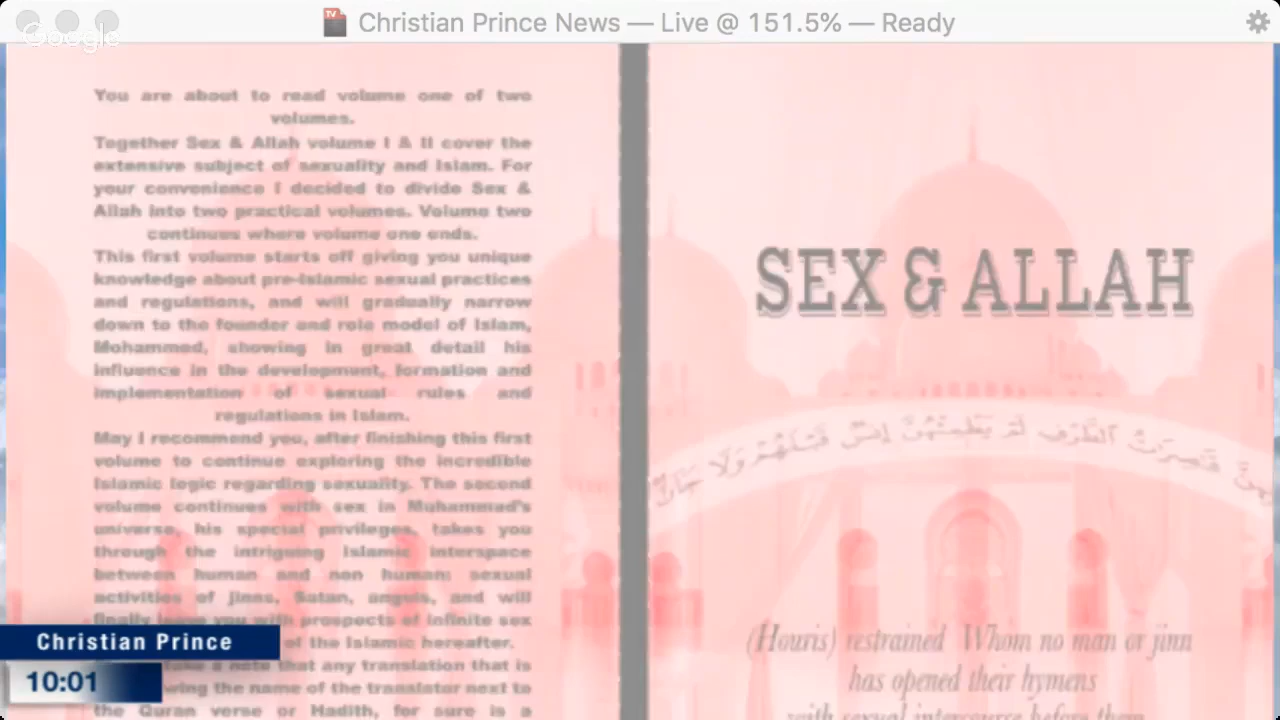 Christian Prince News — Live @ 151.5% — Ready
Google
You are about to read volume one of two
volumes.
Together Sex & Allah volume I & II cover the
extensive subject of sexuality and Islam. For
your convenience I decided to divide Sex &
Allah into two practical volumes. Volume two
continues where volume one ends.
This first volume starts off giving you unique
knowledge about pre-Islamic sexual practices
and regulations, and will gradually narrow
down to the founder and role model of Islam,
Mohammed, showing in great detail his
influence in the development, formation and
implementation of sexual rules and
regulations in Islam.
May I recommend you, after finishing this first
volume to continue exploring the incredible
Islamic logic regarding sexuality. The second
volume continues with sex in Muhammad's
universe, his special privileges, takes you
through the intriguing Islamic interspace
between human and non human: sexual
activities of jinns, Satan, angels, and will
finally leave you with prospects of infinite sex
of the Islamic hereafter.
take a note that any translation that is
the name of the translator next to
the Quran verse or Hadith, for sure is a
SEX & ALLAH
قَٰصِرَٰتُ ٱلطَّرْفِ لَمْ يَطْمِثْهُنَّ إِنسٌ قَبْلَهُمْ وَلَا جَآنٌّ
(Houris) restrained Whom no man or jinn
has opened their hymens
with sexual intercourse before them
Christian Prince
10:01